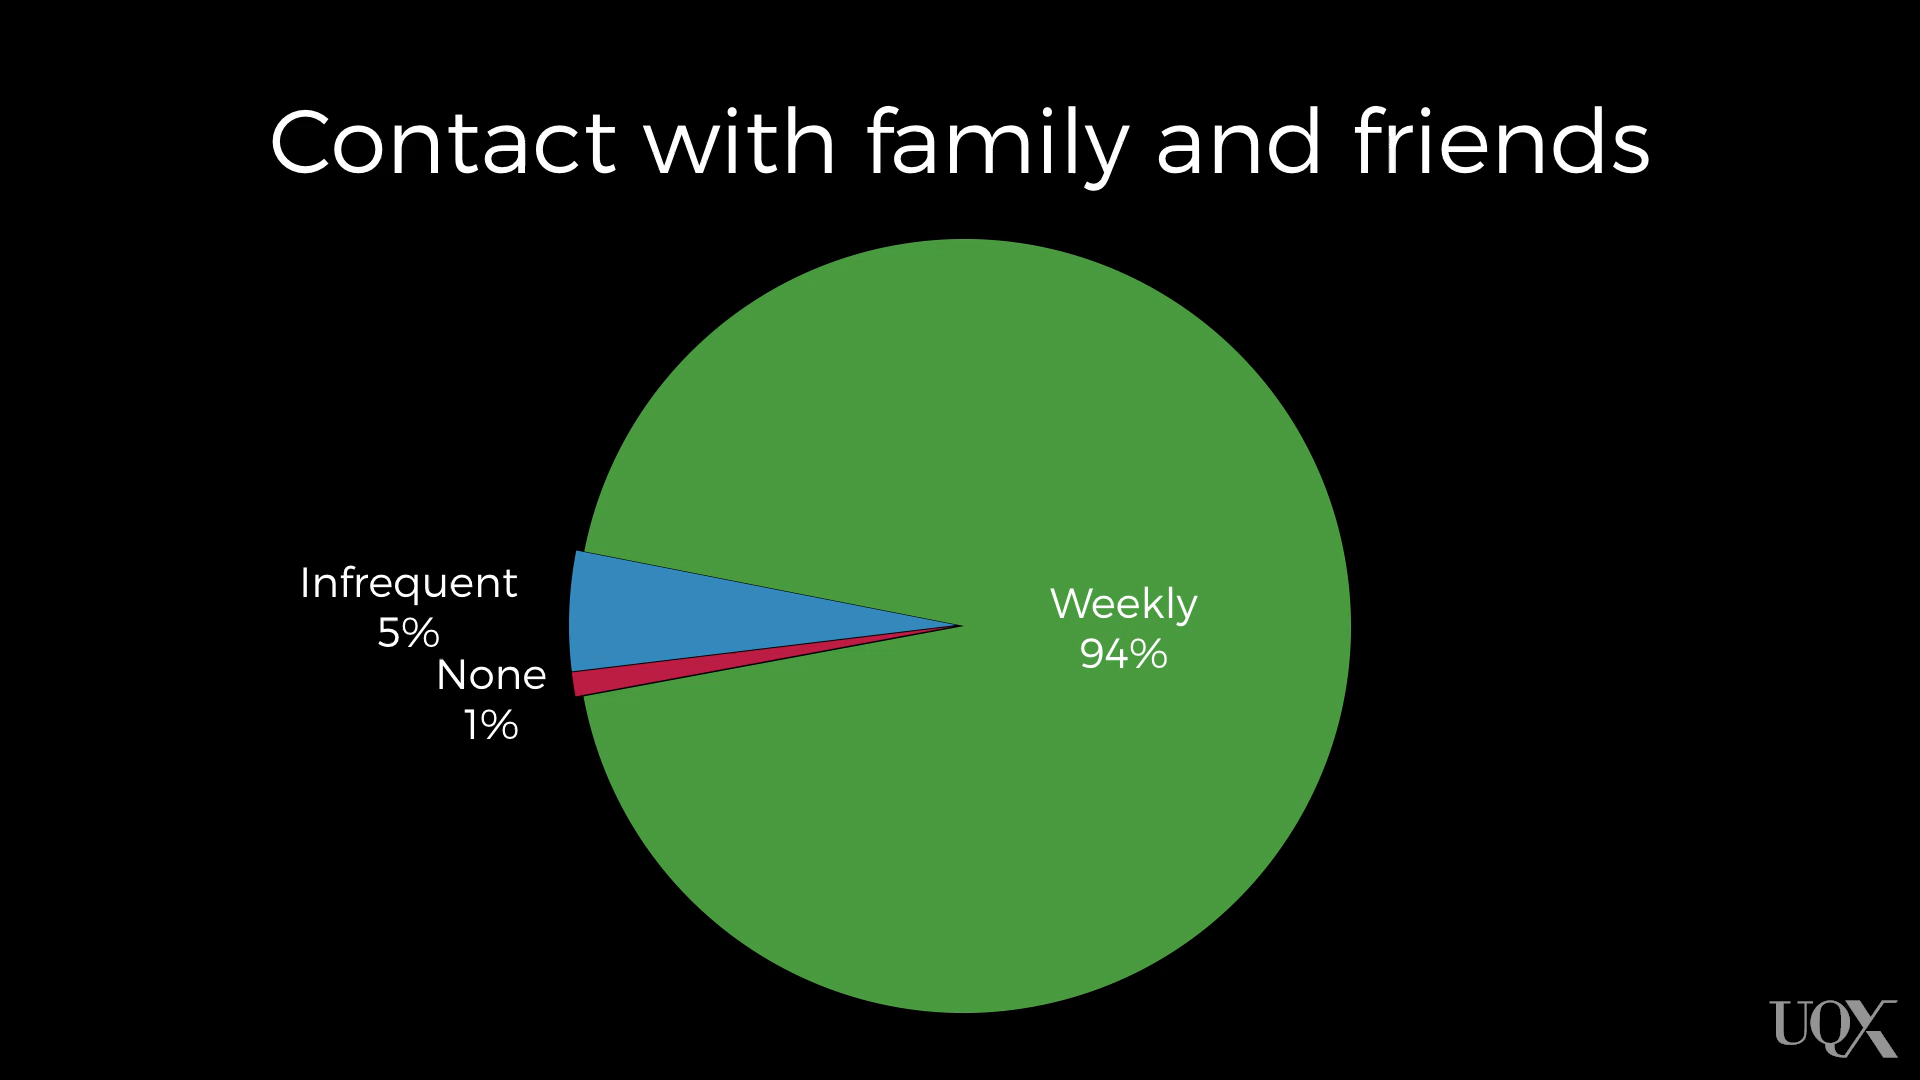 Contact with family and friends
Infrequent
5%
None
1%
Weekly
94%
UQX